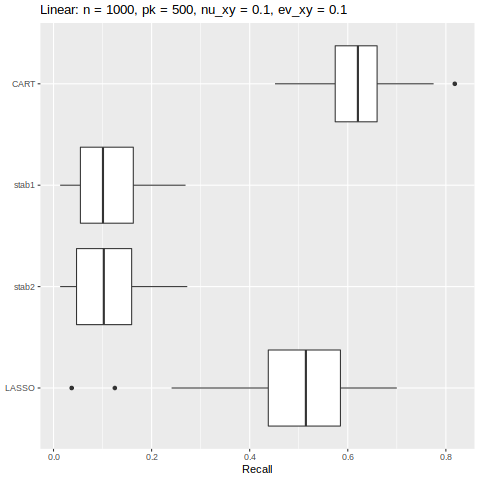 Linear: n = 1000, pk = 500, nu_xy = 0.1, ev_xy = 0.1
CART
stab1
stab2
LASSO
0.0 0.2 0.4 0.6 0.8
Recall